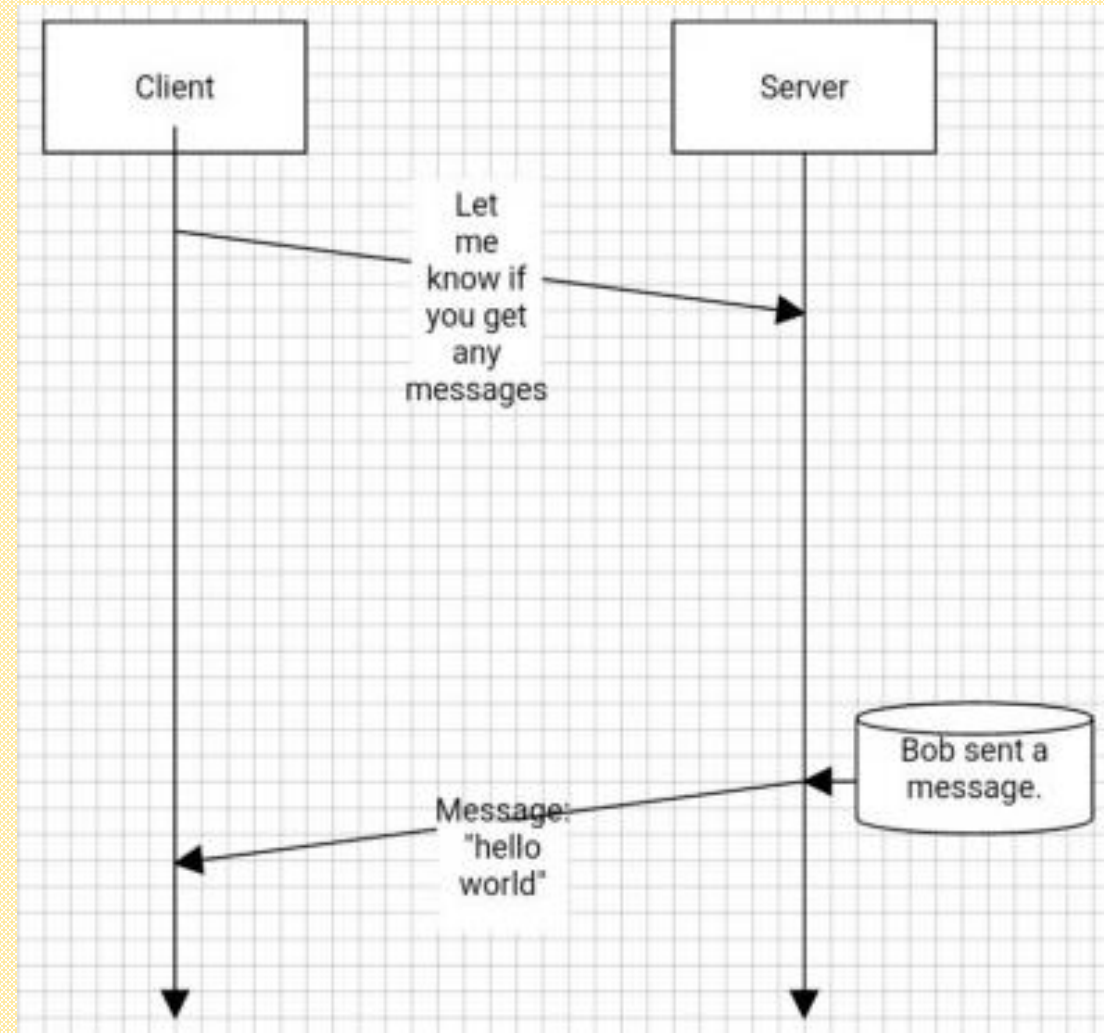 Client
Server
Let
me
know if
you get
any
messages
Bob sent a
message.
Message:
"hello
world"